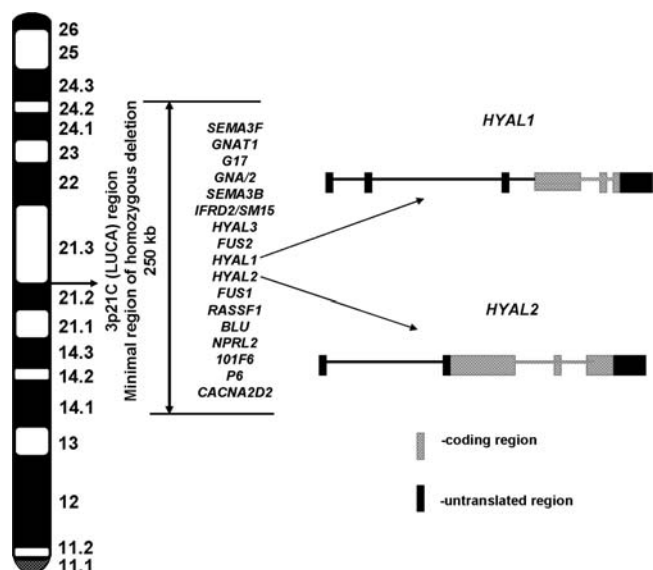 26
25
24.3
24.2
24.1
23
22
21.3
21.2
21.1
14.3
14.2
14.1
13
12
11.2
11.1
3p21C (LUCA) region
Minimal region of homozygous deletion
250 kb
SEMA3F
GNAT1
G17
GNA/2
SEMA3B
IFRD2/SM15
HYAL3
FUS2
HYAL1
HYAL2
FUS1
RASSF1
BLU
NPRL2
101F6
P6
CACNA2D2
HYAL1
HYAL2
-coding region
-untranslated region